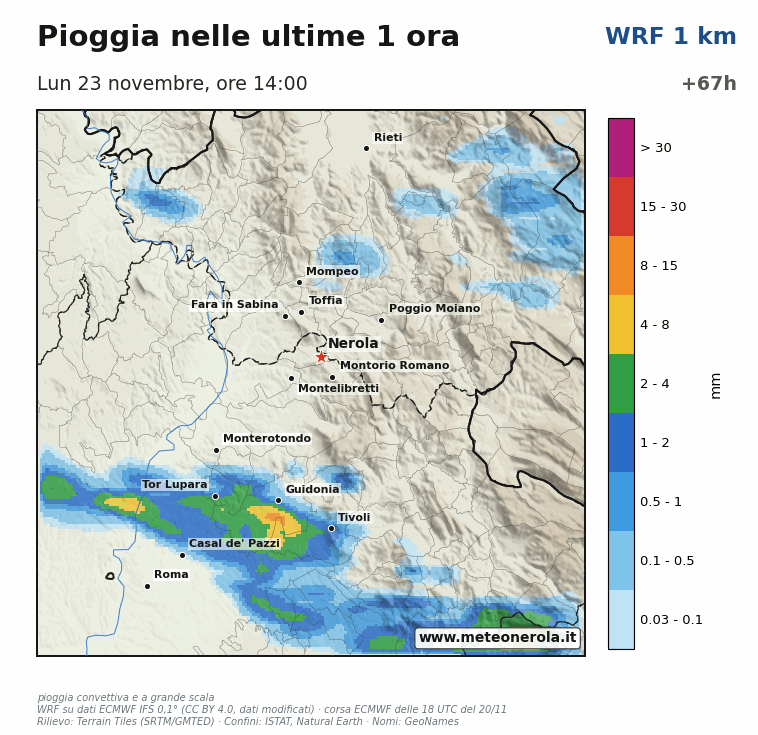 Pioggia nelle ultime 1 ora
WRF 1 km
Lun 23 novembre, ore 14:00
+67h
Rieti
Mompeo
Fara in Sabina
Toffia
Poggio Moiano
Nerola
Montorio Romano
Montelibretti
Monterotondo
Tor Lupara
Guidonia
Tivoli
Casal de' Pazzi
Roma
www.meteonerola.it
> 30
15 - 30
8 - 15
4 - 8
2 - 4
1 - 2
0.5 - 1
0.1 - 0.5
0.03 - 0.1
mm
pioggia convettiva e a grande scala
WRF su dati ECMWF IFS 0,1° (CC BY 4.0, dati modificati) · corsa ECMWF delle 18 UTC del 20/11
Rilievo: Terrain Tiles (SRTM/GMTED) · Confini: ISTAT, Natural Earth · Nomi: GeoNames